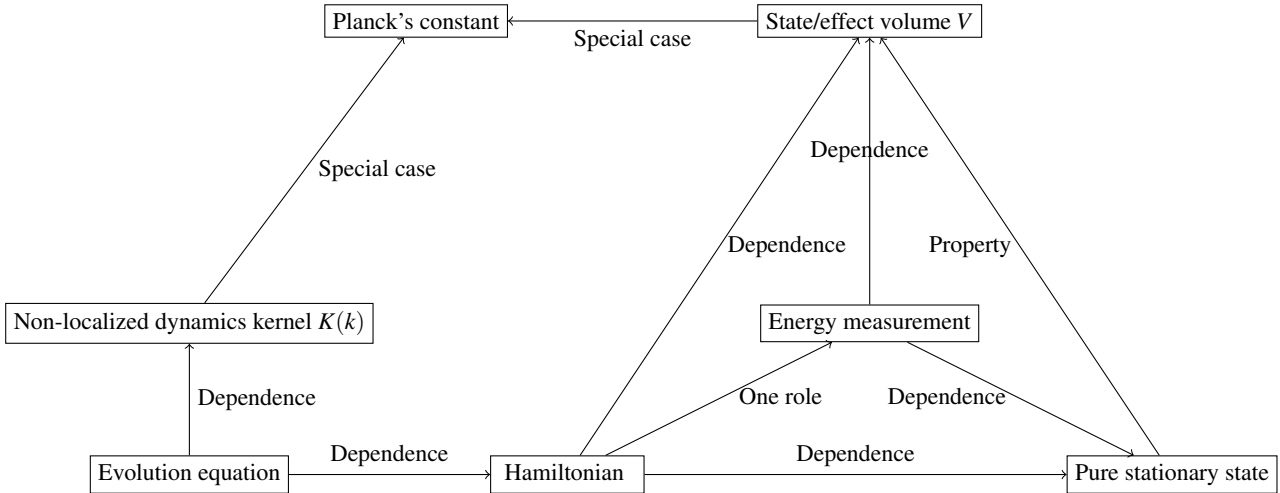 Planck's constant
State/effect volume V
Special case
Dependence
Special case
Dependence
Property
Non-localized dynamics kernel K(k)
Energy measurement
Dependence
One role
Dependence
Dependence
Dependence
Evolution equation
Hamiltonian
Pure stationary state